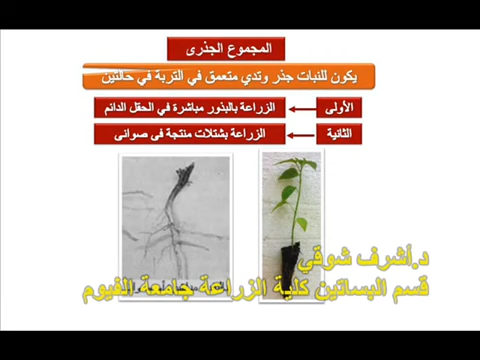 المجموع الجذرى
يكون للنبات جذر وتدي متعمق في التربة في حالتين
الأولى
الزراعة بالبذور مباشرة في الحقل الدائم
الثانية
الزراعة بشتلات منتجة فى صوانى
د.أشرف شوقي
قسم البساتين كلية الزراعة جامعة الفيوم